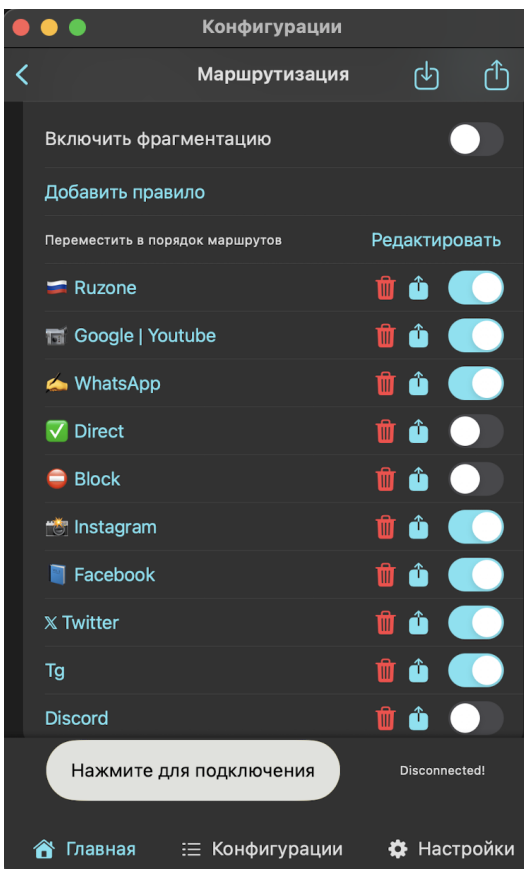 Конфигурации
Маршрутизация
Включить фрагментацию
Добавить правило
Переместить в порядок маршрутов Редактировать
Ruzone
Google | Youtube
WhatsApp
Direct
Block
Instagram
Facebook
𝕏 Twitter
Tg
Discord
Нажмите для подключения Disconnected!
Главная Конфигурации Настройки